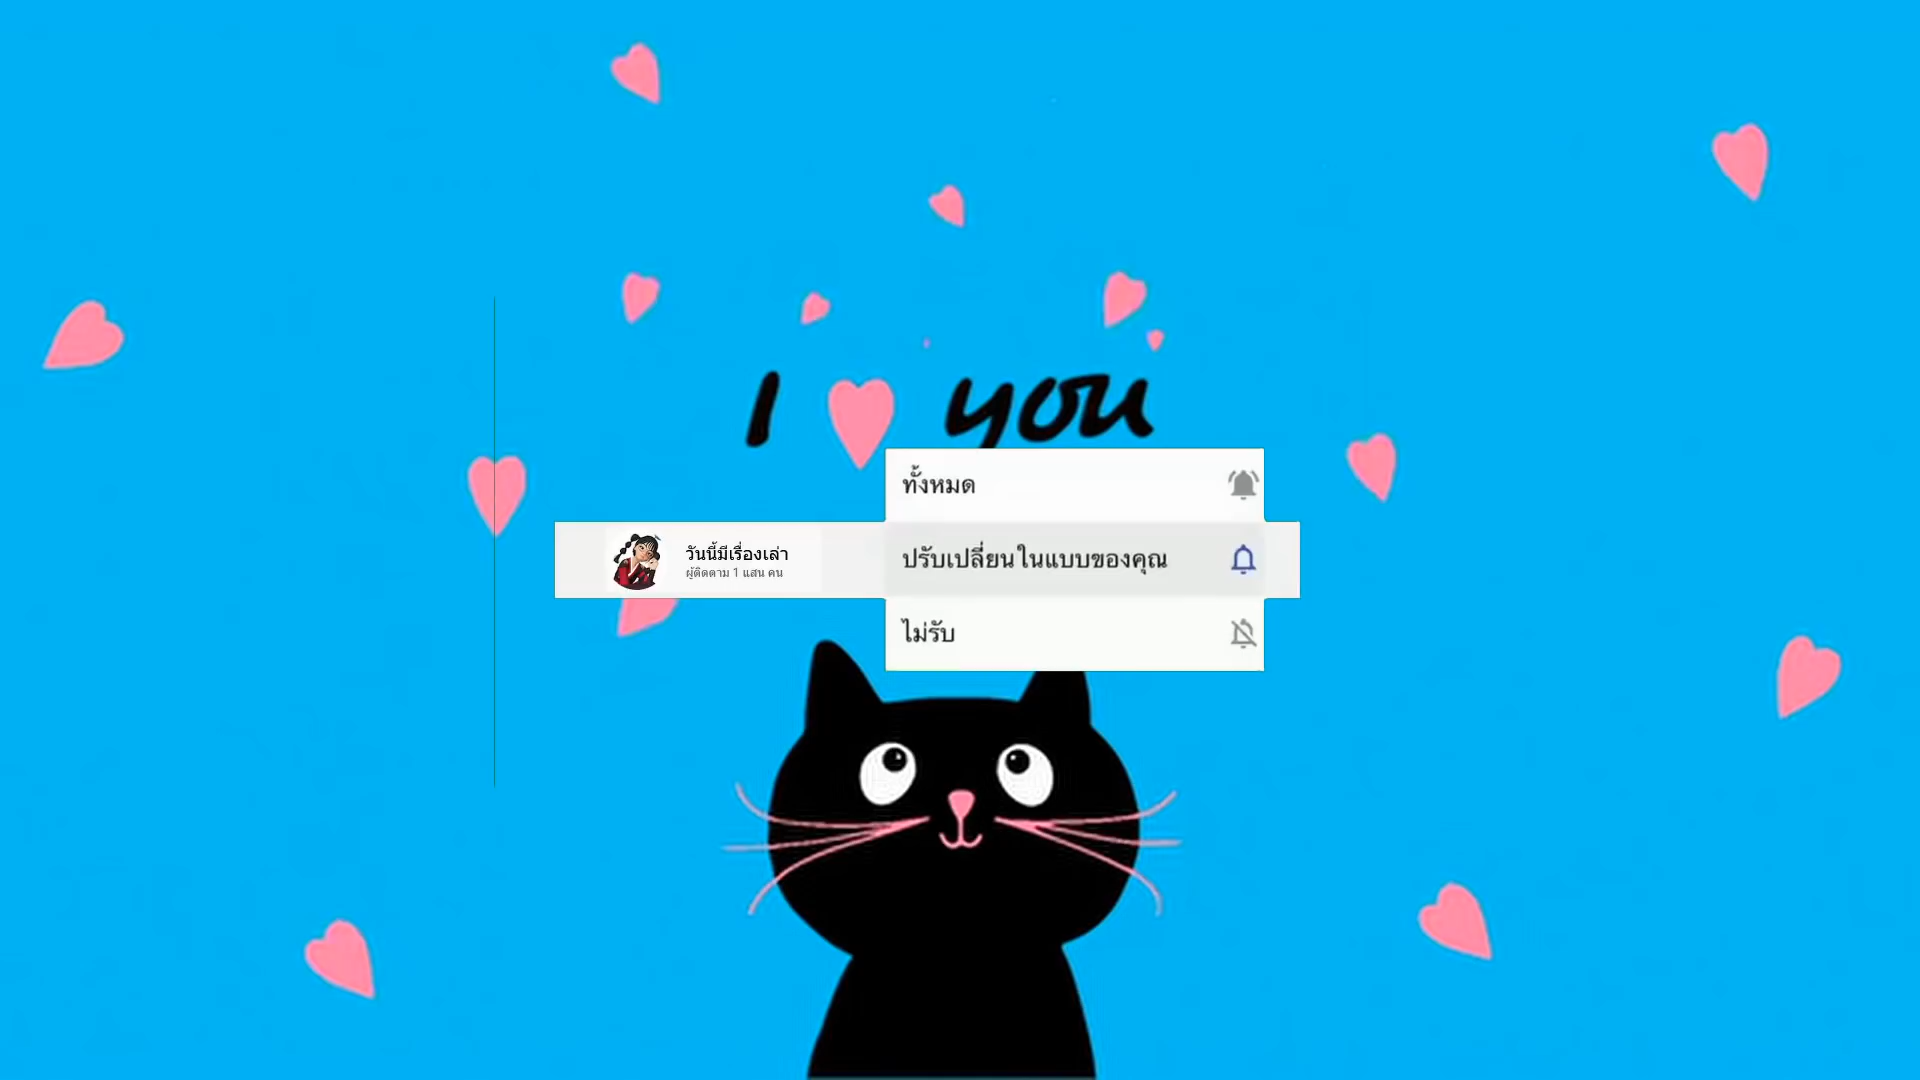 I you
ทั้งหมด
วันนี้มีเรื่องเล่า
ผู้ติดตาม 1 แสน คน
ปรับเปลี่ยนในแบบของคุณ
ไม่รับ